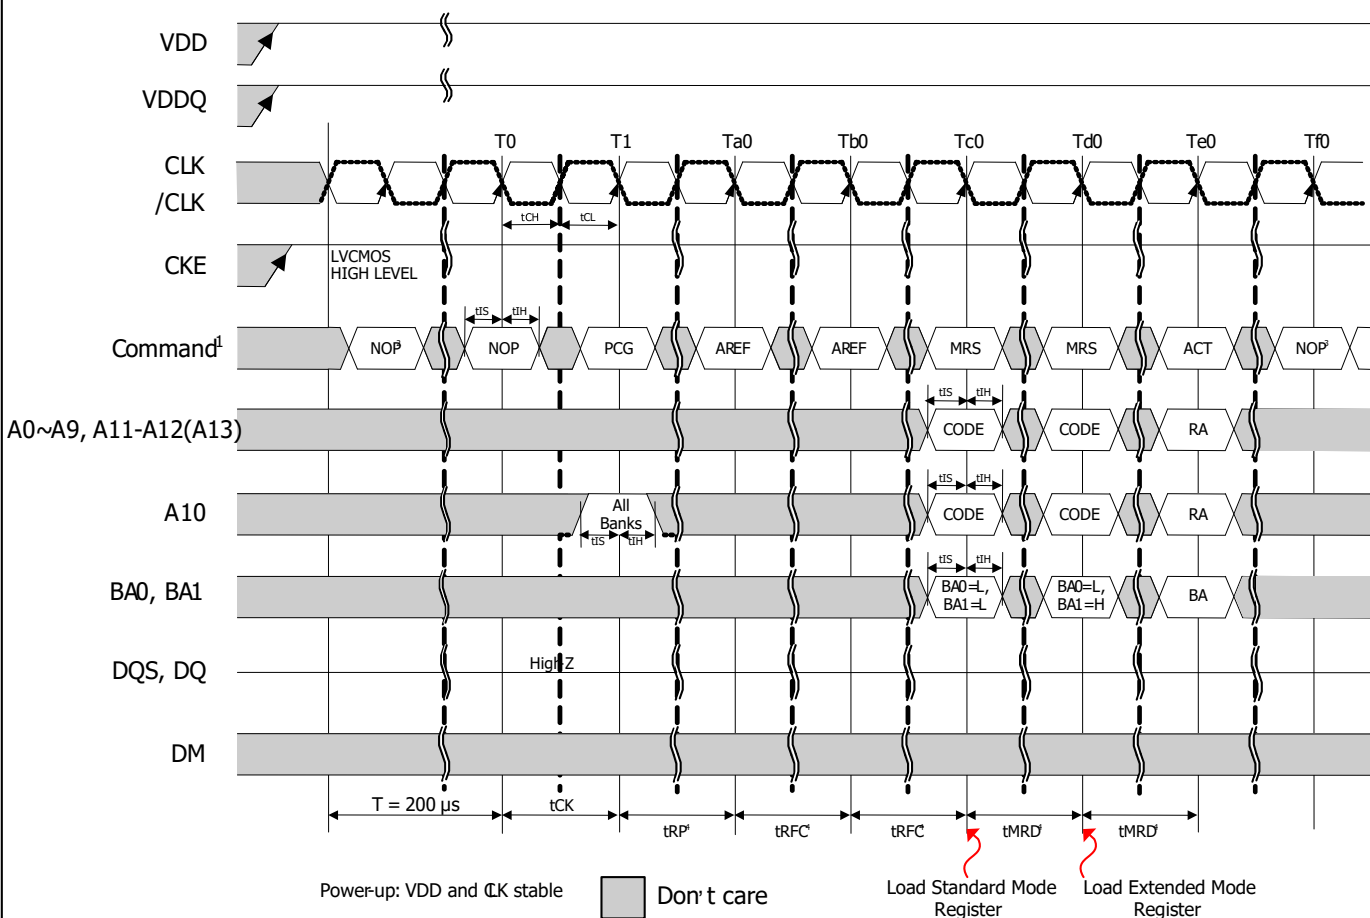 VDD
VDDQ
T0 T1 Ta0 Tb0 Tc0 Td0 Te0 Tf0
CLK
/CLK
tCH tCL
CKE
LVCMOS
HIGH LEVEL
tIS tIH
Command¹
NOP³ NOP PCG AREF AREF MRS MRS ACT NOP³
tIS tIH
A0~A9, A11-A12(A13)
CODE CODE RA
tIS tIH
A10
All
Banks
tIS tIH
CODE CODE RA
tIS tIH
BA0, BA1
BA0=L,
BA1=L
BA0=L,
BA1=H
BA
DQS, DQ
High-Z
DM
T = 200 µs tCK tRP⁴ tRFC⁴ tRFC⁴ tMRD⁴ tMRD⁴
Power-up: VDD and CLK stable
Don't care
Load Standard Mode
Register
Load Extended Mode
Register